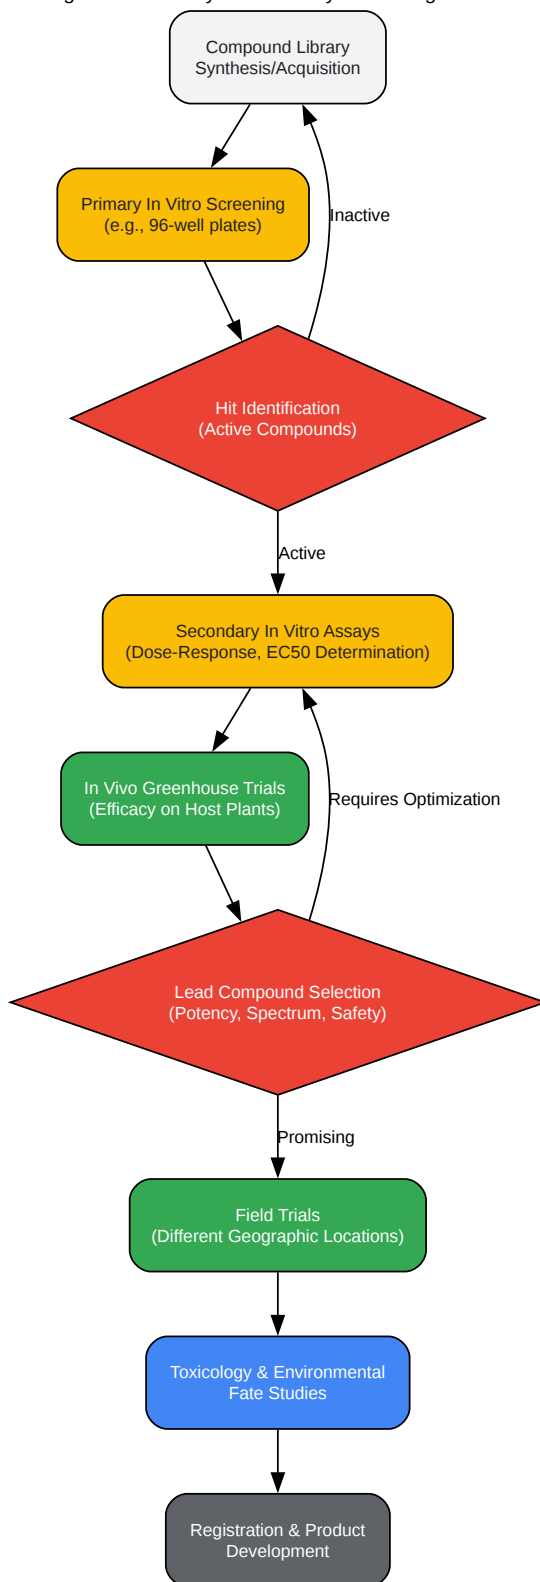 Compound Library
Synthesis/Acquisition
Primary In Vitro Screening
(e.g., 96-well plates)
Inactive
Hit Identification
(Active Compounds)
Active
Secondary In Vitro Assays
(Dose-Response, EC50 Determination)
In Vivo Greenhouse Trials
(Efficacy on Host Plants)
Requires Optimization
Lead Compound Selection
(Potency, Spectrum, Safety)
Promising
Field Trials
(Different Geographic Locations)
Toxicology & Environmental
Fate Studies
Registration & Product
Development